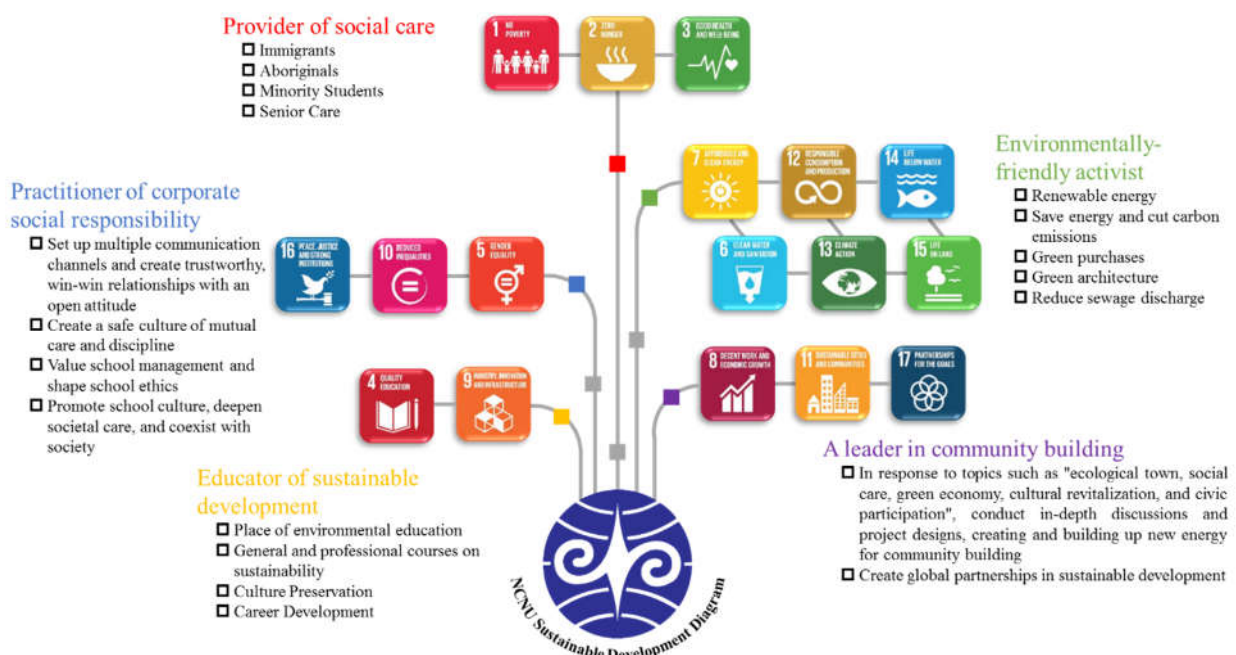 Provider of social care
☐ Immigrants
☐ Aboriginals
☐ Minority Students
☐ Senior Care
1 NO
POVERTY
2 ZERO
HUNGER
3 GOOD HEALTH
AND WELL-BEING
Practitioner of corporate
social responsibility
☐ Set up multiple communication
channels and create trustworthy,
win-win relationships with an
open attitude
☐ Create a safe culture of mutual
care and discipline
☐ Value school management and
shape school ethics
☐ Promote school culture, deepen
societal care, and coexist with
society
16 PEACE, JUSTICE
AND STRONG
INSTITUTIONS
10 REDUCED
INEQUALITIES
5 GENDER
EQUALITY
7 AFFORDABLE AND
CLEAN ENERGY
12 RESPONSIBLE
CONSUMPTION
AND PRODUCTION
14 LIFE
BELOW WATER
6 CLEAN WATER
AND SANITATION
13 CLIMATE
ACTION
15 LIFE
ON LAND
Environmentally-
friendly activist
☐ Renewable energy
☐ Save energy and cut carbon
emissions
☐ Green purchases
☐ Green architecture
☐ Reduce sewage discharge
4 QUALITY
EDUCATION
9 INDUSTRY, INNOVATION
AND INFRASTRUCTURE
8 DECENT WORK AND
ECONOMIC GROWTH
11 SUSTAINABLE CITIES
AND COMMUNITIES
17 PARTNERSHIPS
FOR THE GOALS
Educator of sustainable
development
☐ Place of environmental education
☐ General and professional courses on
sustainability
☐ Culture Preservation
☐ Career Development
A leader in community building
☐ In response to topics such as "ecological town, social
care, green economy, cultural revitalization, and civic
participation", conduct in-depth discussions and
project designs, creating and building up new energy
for community building
☐ Create global partnerships in sustainable development
NCNU Sustainable Development Diagram